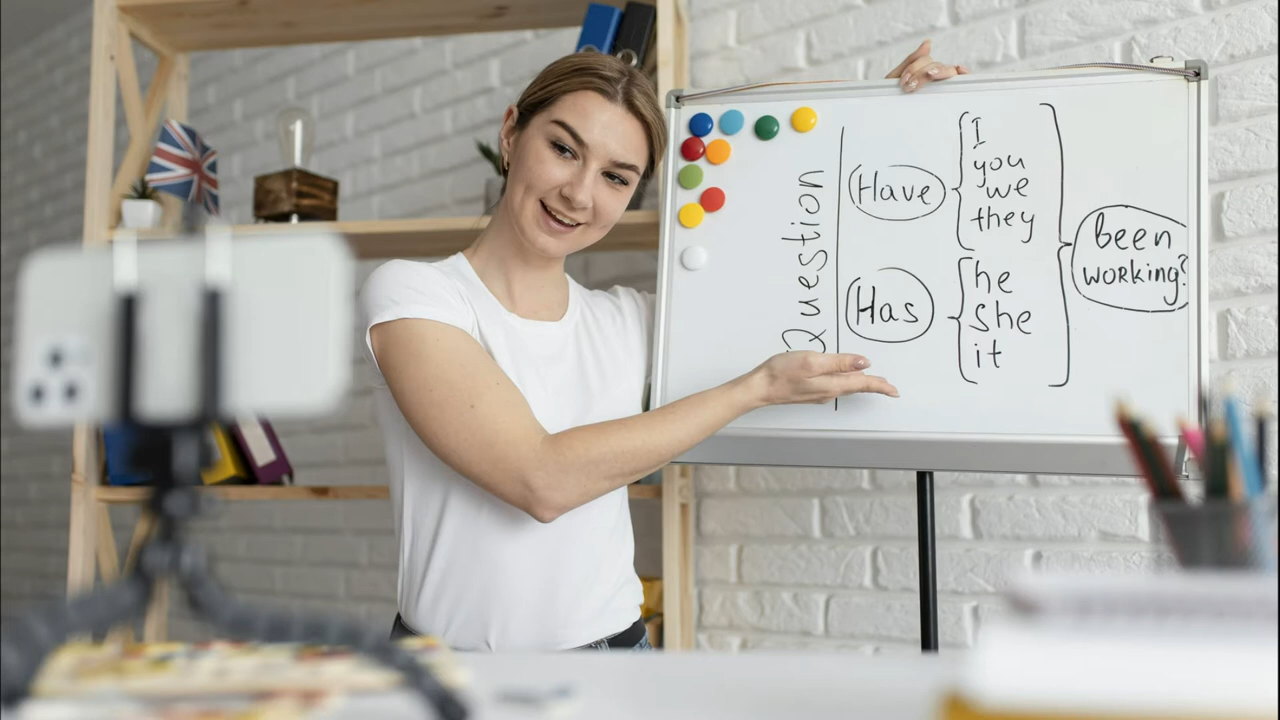 Question
Have
I
you
we
they
Has
he
She
it
Been
working?